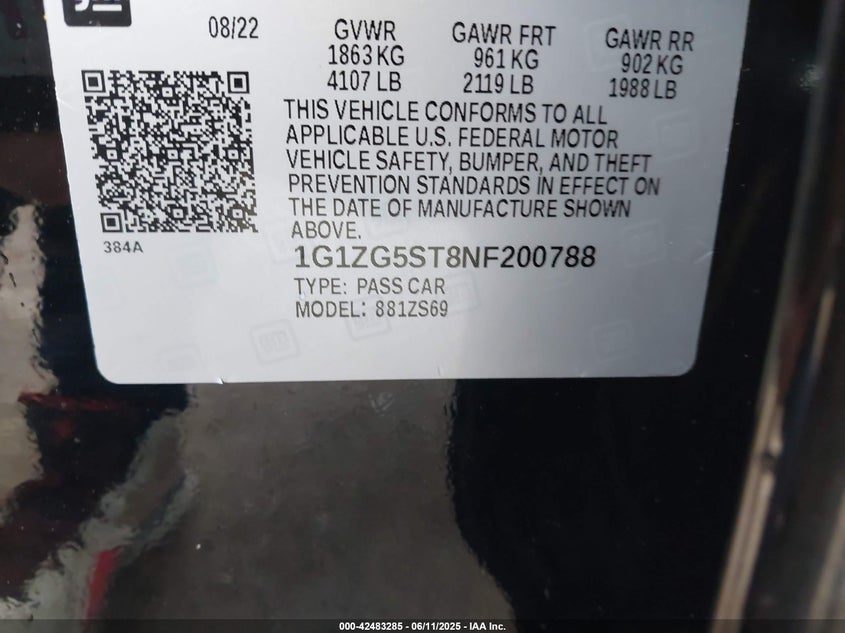 gm
08/22 GVWR GAWR FRT GAWR RR
1863 KG 961 KG 902 KG
4107 LB 2119 LB 1988 LB
THIS VEHICLE CONFORMS TO ALL
APPLICABLE U.S. FEDERAL MOTOR
VEHICLE SAFETY, BUMPER, AND THEFT
PREVENTION STANDARDS IN EFFECT ON
THE DATE OF MANUFACTURE SHOWN
ABOVE.
384A
1G1ZG5ST8NF200788
TYPE: PASS CAR
MODEL: 881ZS69
000-42483285 - 06/11/2025 - IAA Inc.